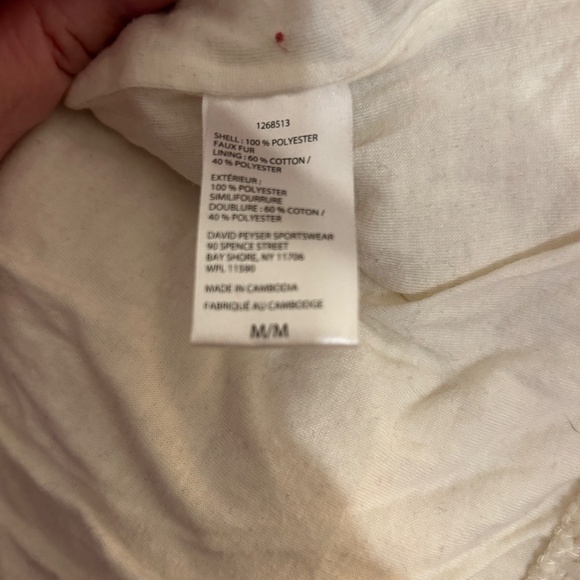 1268513
SHELL : 100 % POLYESTER
FAUX FUR
LINING : 60 % COTTON /
40 % POLYESTER
EXTÉRIEUR :
100 % POLYESTER
SIMILIFOURRURE
DOUBLURE : 60 % COTON /
40 % POLYESTER
DAVID PEYSER SPORTSWEAR
90 SPENCE STREET
BAY SHORE, NY 11706
WPL 11590
MADE IN CAMBODIA
FABRIQUÉ AU CAMBODGE
M/M